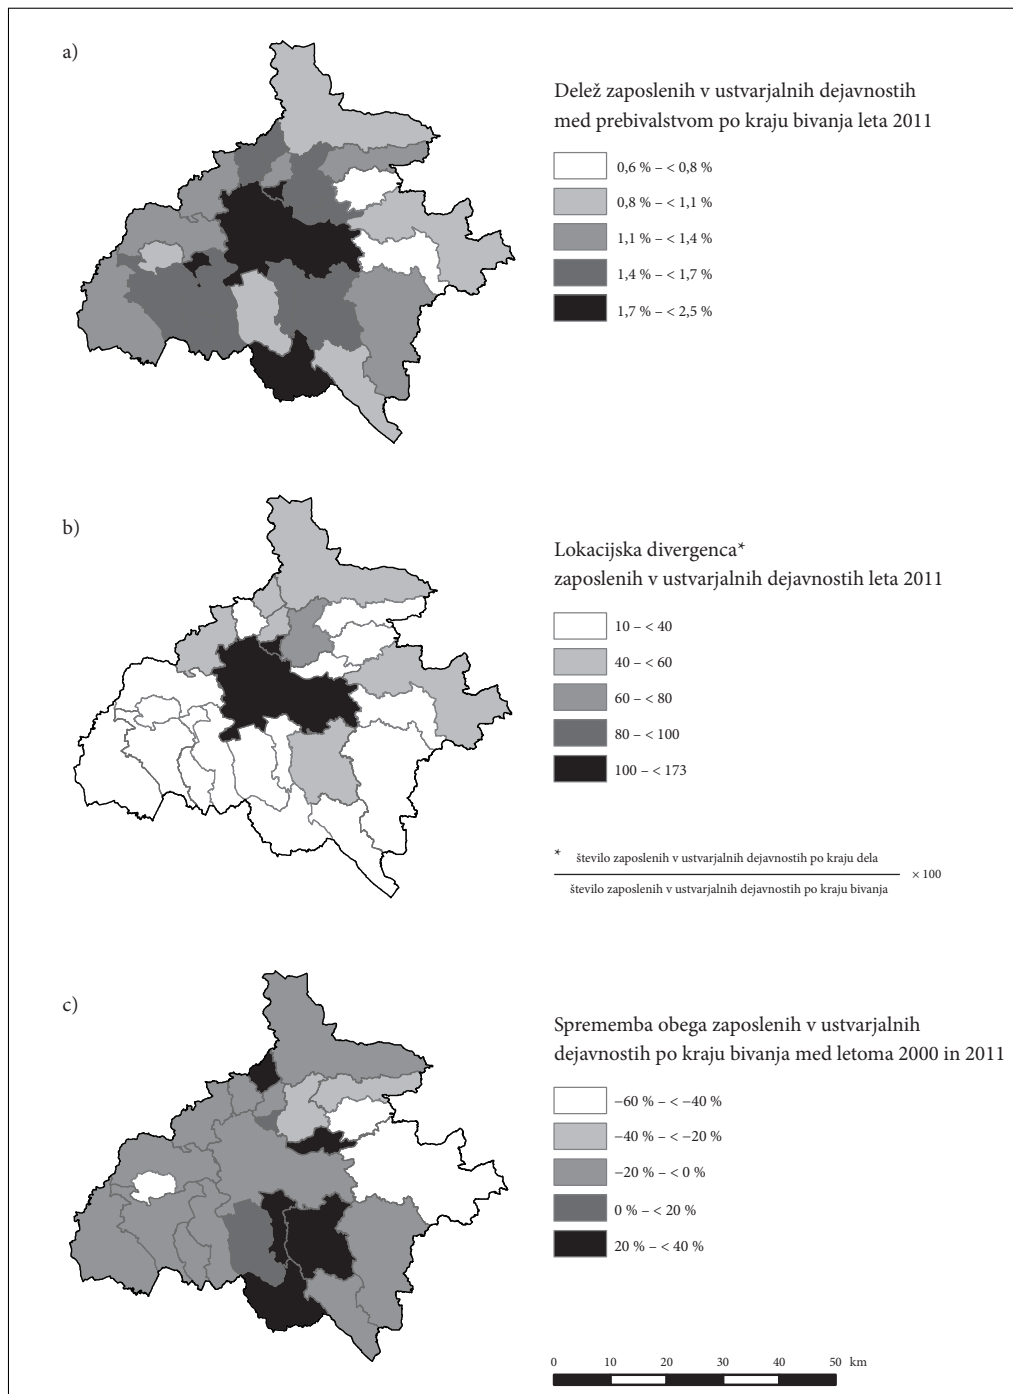 a)
Delež zaposlenih v ustvarjalnih dejavnostih
med prebivalstvom po kraju bivanja leta 2011
0,6 % – < 0,8 %
0,8 % – < 1,1 %
1,1 % – < 1,4 %
1,4 % – < 1,7 %
1,7 % – < 2,5 %
b)
Lokacijska divergenca*
zaposlenih v ustvarjalnih dejavnostih leta 2011
10 – < 40
40 – < 60
60 – < 80
80 – < 100
100 – < 173
* število zaposlenih v ustvarjalnih dejavnostih po kraju dela
× 100
število zaposlenih v ustvarjalnih dejavnostih po kraju bivanja
c)
Sprememba obega zaposlenih v ustvarjalnih
dejavnostih po kraju bivanja med letoma 2000 in 2011
−60 % – < −40 %
−40 % – < −20 %
−20 % – < 0 %
0 % – < 20 %
20 % – < 40 %
0 10 20 30 40 50 km